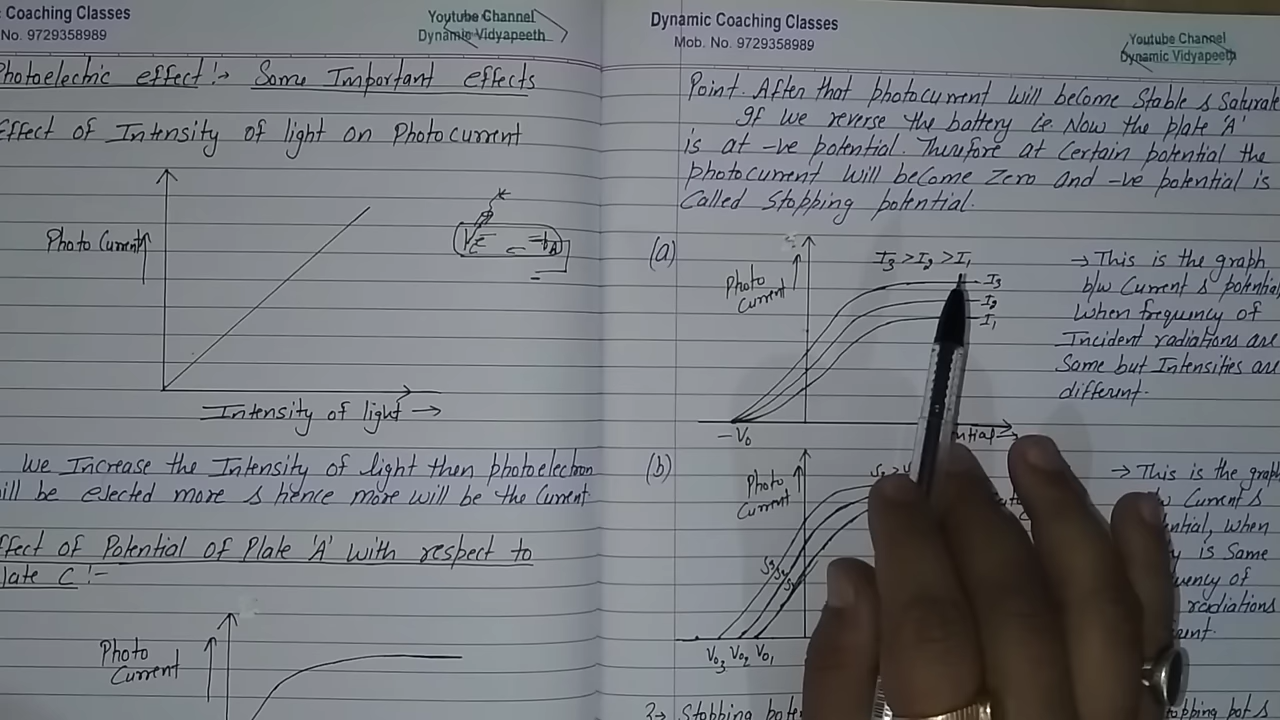 Coaching Classes
No. 9729358989
Youtube Channel
Dynamic Vidyapeeth
Photoelectric effect :→ Some Important effects
Effect of Intensity of light on Photocurrent
Photo Current
C
A
Intensity of light →
We Increase the Intensity of light then photoelectron
will be ejected more & hence more will be the Current
Effect of Potential of Plate 'A' with respect to
Plate C :-
Photo
Current
Dynamic Coaching Classes
Mob. No. 9729358989
Youtube Channel
Dynamic Vidyapeeth
Point. After that photocurrent will become Stable & Saturate
If we reverse the battery ie. Now the plate 'A'
is at -ve potential. Therefore at Certain potential the
photocurrent will become Zero and -ve potential is
Called Stopping potential.
(a)
Photo
Current
I3 > I2 > I1
I3
I2
I1
-V0
→ This is the graph
b/w Current & potential
When frequency of
Incident radiations are
Same but Intensities are
different.
(b)
Photo
Current
V03 V02 V01
→ This is the graph
Current &
when
is Same
radiations
3→ Stopping